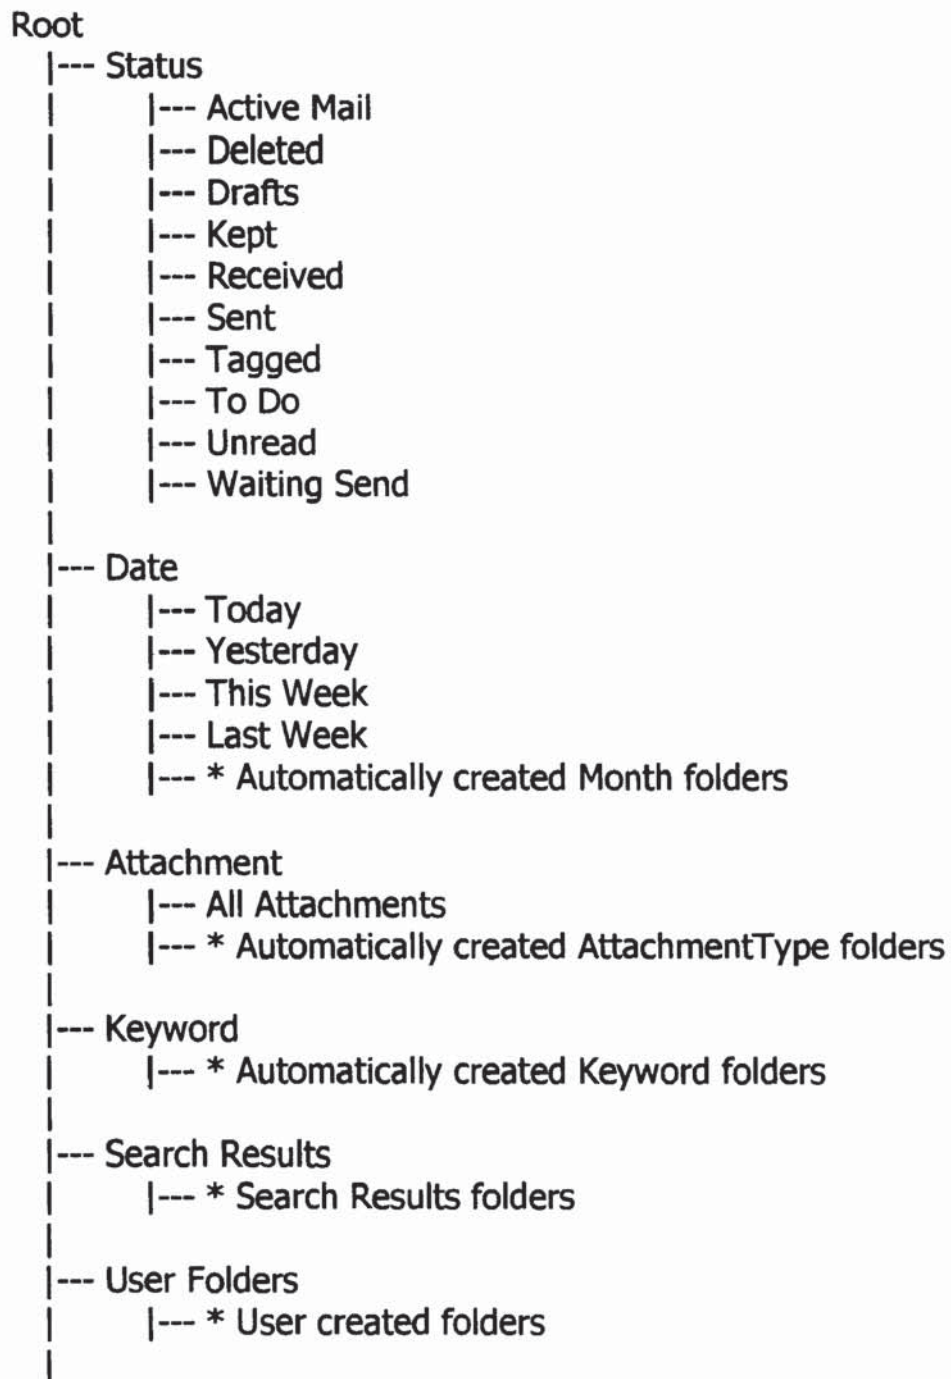 Root
|--- Status
| |--- Active Mail
| |--- Deleted
| |--- Drafts
| |--- Kept
| |--- Received
| |--- Sent
| |--- Tagged
| |--- To Do
| |--- Unread
| |--- Waiting Send
|
|--- Date
| |--- Today
| |--- Yesterday
| |--- This Week
| |--- Last Week
| |--- * Automatically created Month folders
|
|--- Attachment
| |--- All Attachments
| |--- * Automatically created AttachmentType folders
|
|--- Keyword
| |--- * Automatically created Keyword folders
|
|--- Search Results
| |--- * Search Results folders
|
|--- User Folders
| |--- * User created folders
|